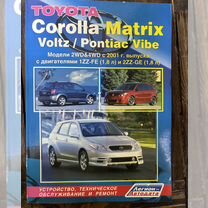 TOYOTA
Corolla Matrix
Voltz / Pontiac Vibe
Модели 2WD&4WD с 2001 г. выпуска
с двигателями 1ZZ-FE (1,8 л) и 2ZZ-GE (1,8 л)
УСТРОЙСТВО, ТЕХНИЧЕСКОЕ
ОБСЛУЖИВАНИЕ И РЕМОНТ
Легион-
Автодата